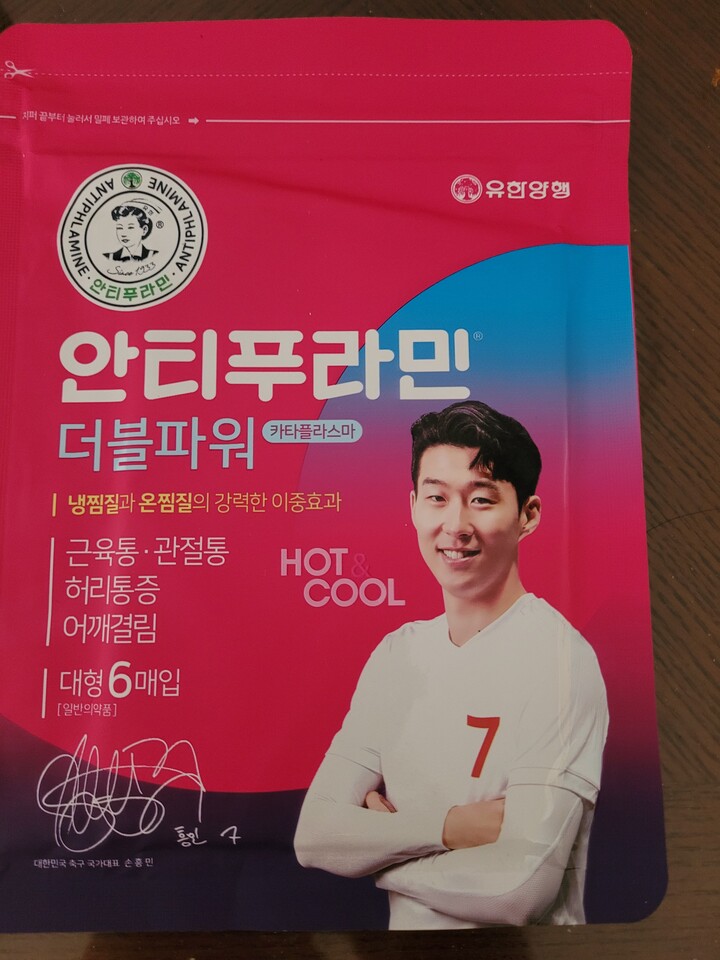 지퍼 끝부터 눌러서 밀폐 보관하여 주십시오
ANTIPHLAMINE · 안티푸라민 · ANTIPHLAMINE
유한
®
Since 1933
유한양행
안티푸라민®
더블파워 카타플라스마
냉찜질과 온찜질의 강력한 이중효과
근육통·관절통
허리통증
어깨결림
HOT &
COOL
대형 6매입
[일반의약품]
7
흥민 7
대한민국 축구 국가대표 손흥민